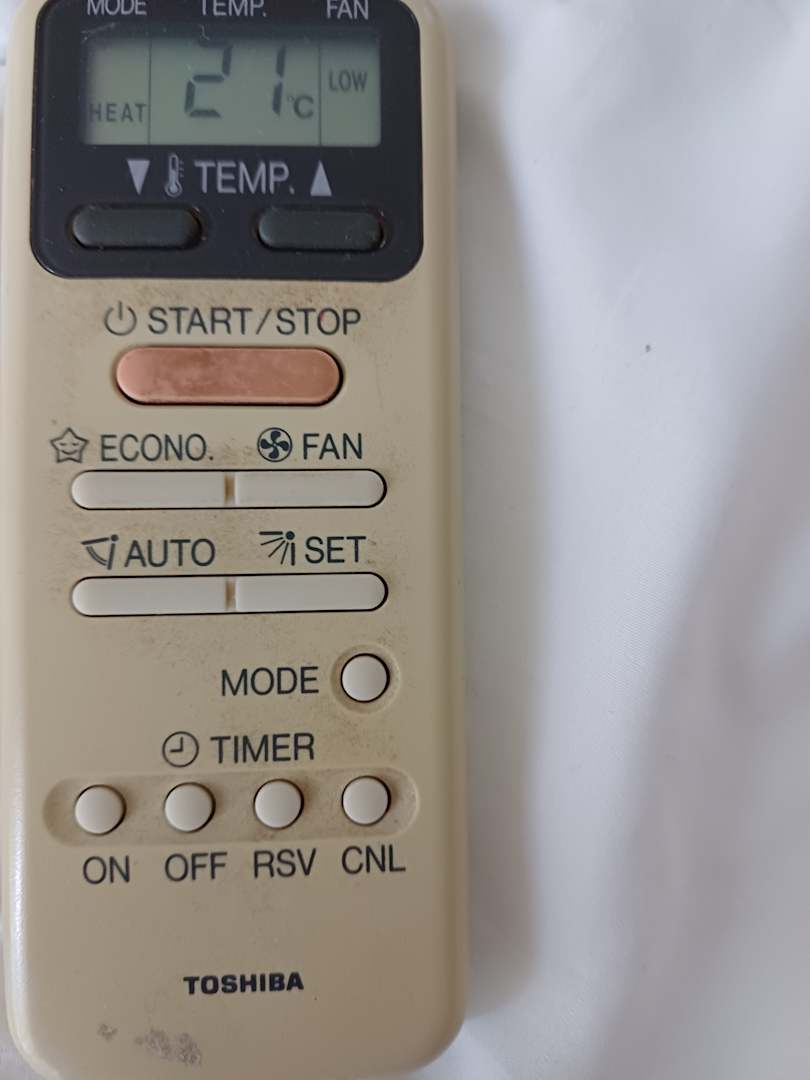 MODE TEMP. FAN
HEAT 21°C LOW
▼ TEMP. ▲
START/STOP
ECONO. FAN
AUTO SET
MODE
TIMER
ON OFF RSV CNL
TOSHIBA